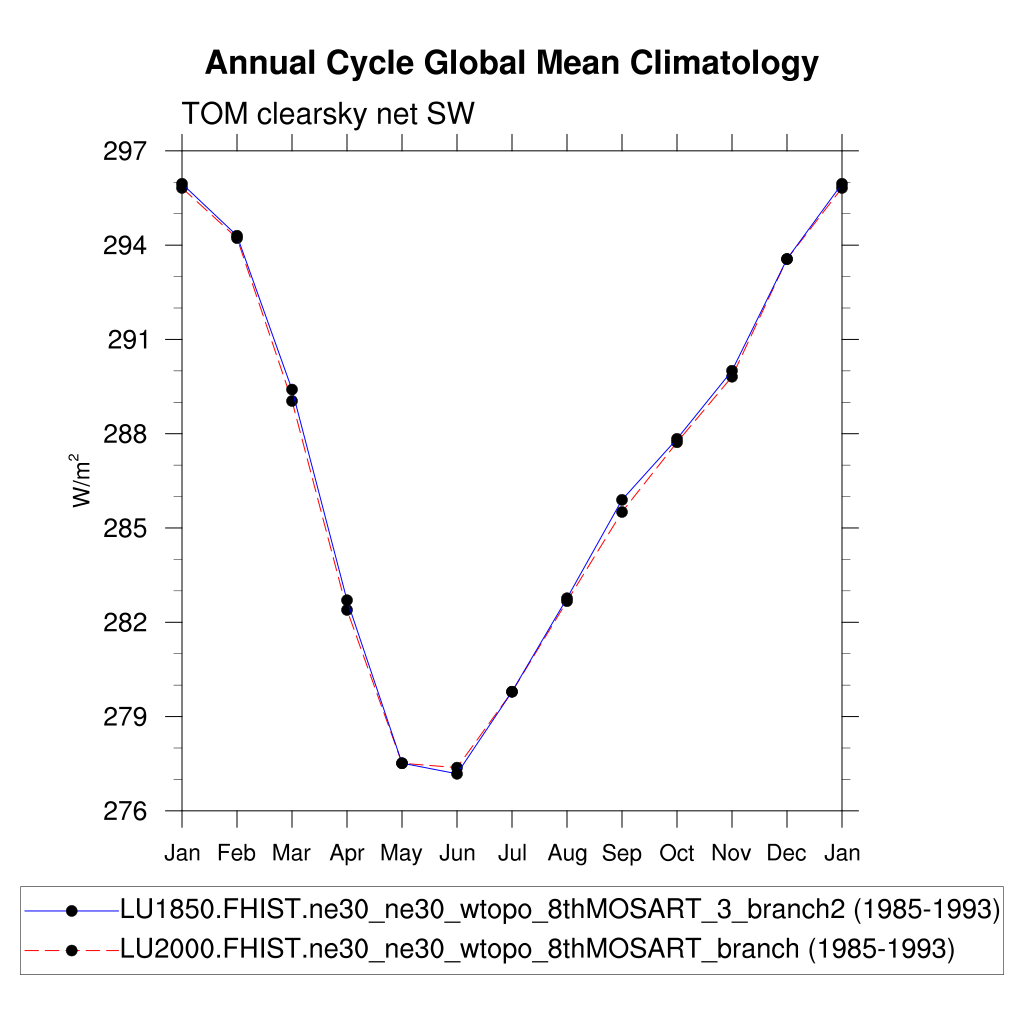 Annual Cycle Global Mean Climatology
TOM clearsky net SW
297
294
291
288
285
282
279
276
W/m²
Jan Feb Mar Apr May Jun Jul Aug Sep Oct Nov Dec Jan
LU1850.FHIST.ne30_ne30_wtopo_8thMOSART_3_branch2 (1985-1993)
LU2000.FHIST.ne30_ne30_wtopo_8thMOSART_branch (1985-1993)